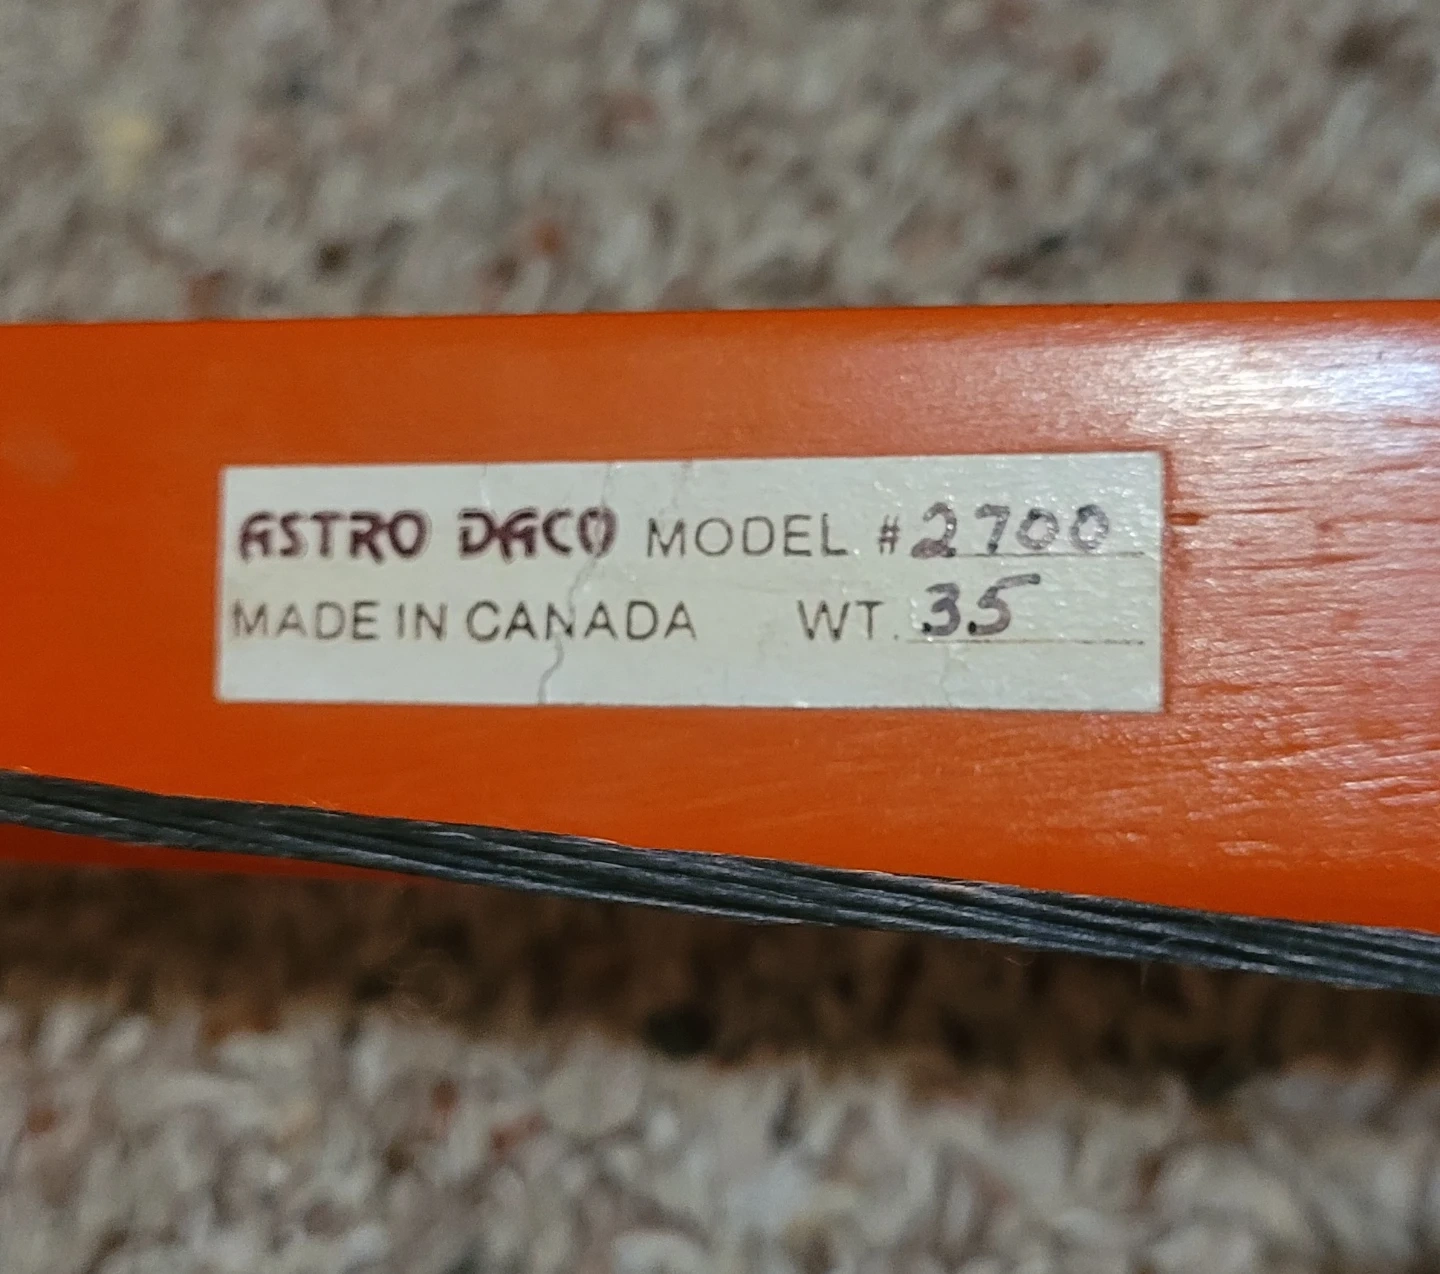 ASTRO DACO MODEL #2700
MADE IN CANADA WT. 35